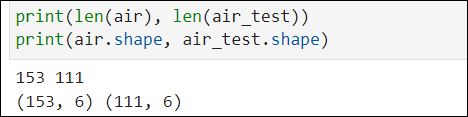 print(len(air), len(air_test))
print(air.shape, air_test.shape)
153 111
(153, 6) (111, 6)